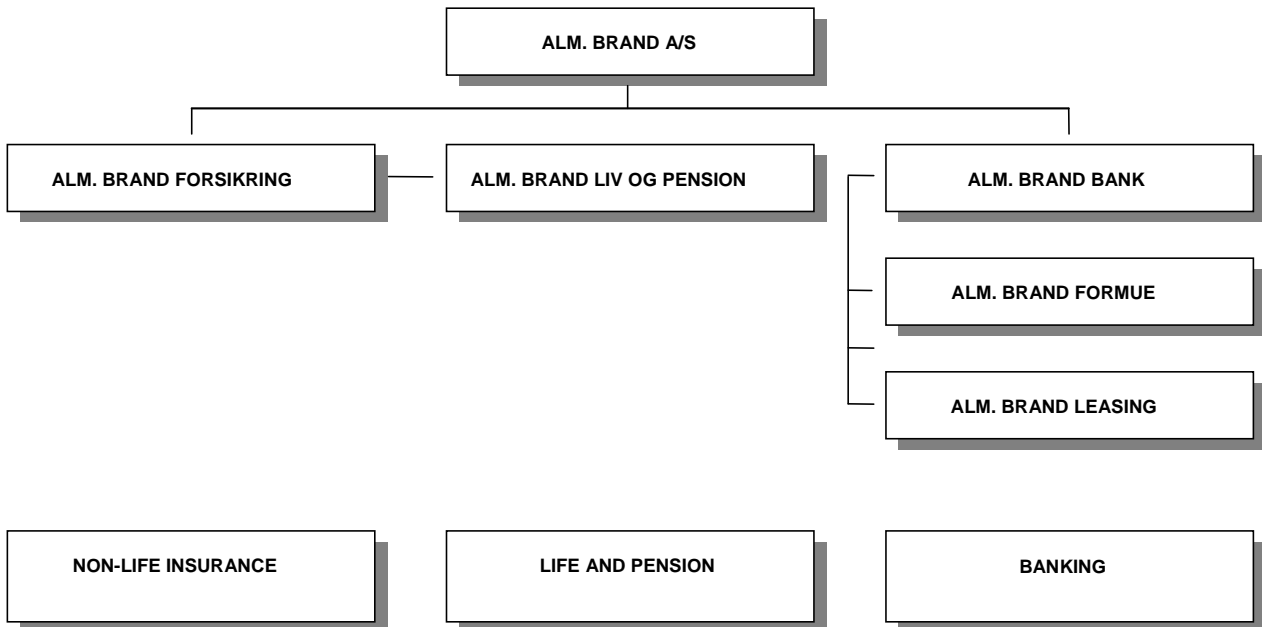 ALM. BRAND A/S
ALM. BRAND FORSIKRING
ALM. BRAND LIV OG PENSION
ALM. BRAND BANK
ALM. BRAND FORMUE
ALM. BRAND LEASING
NON-LIFE INSURANCE
LIFE AND PENSION
BANKING